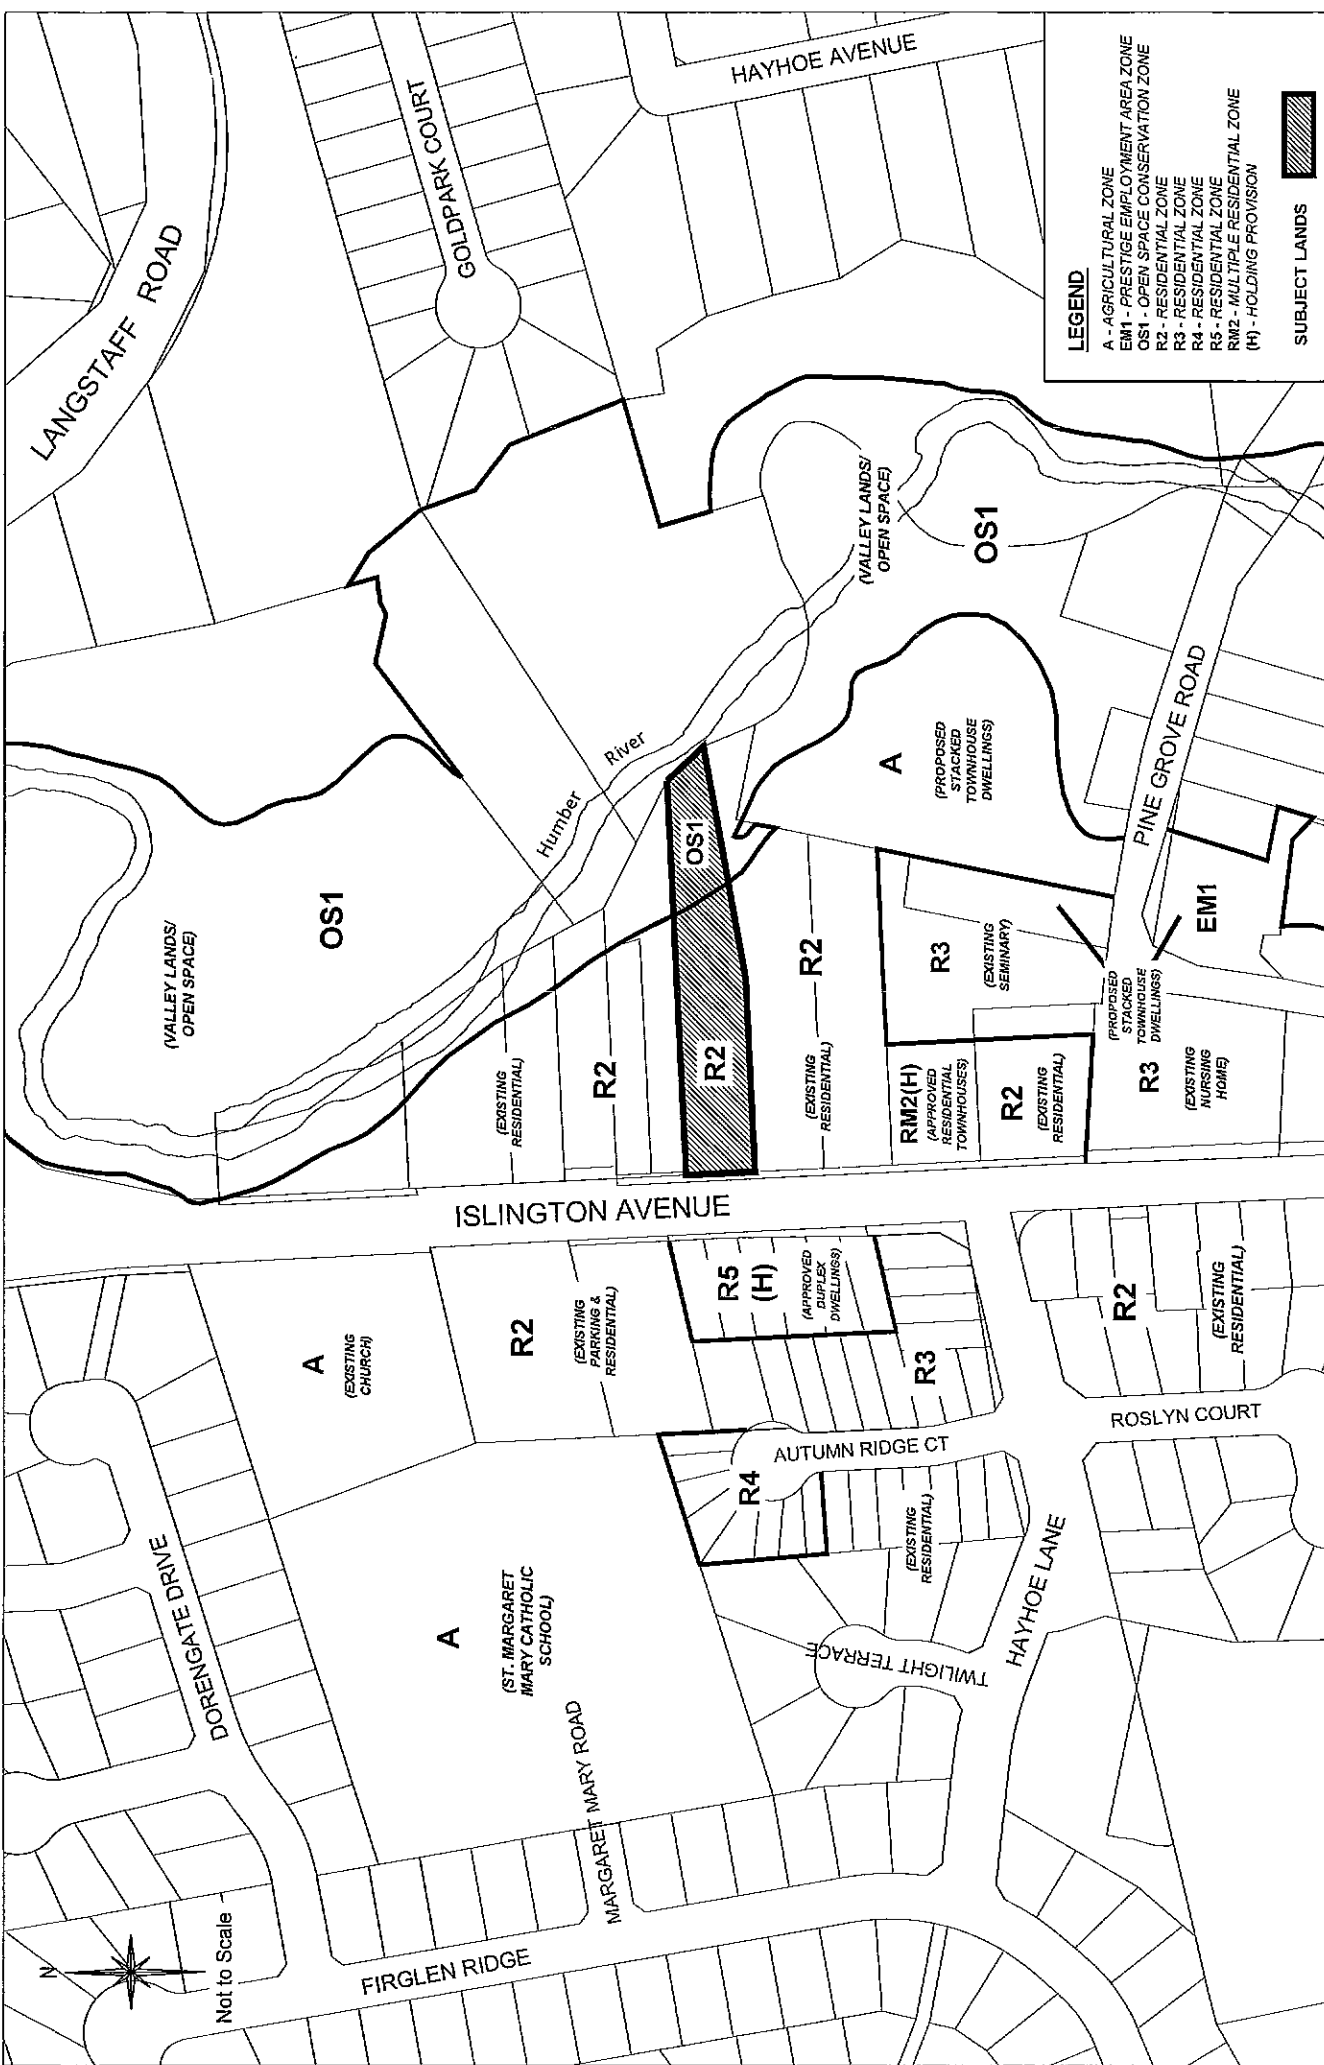 LANGSTAFF ROAD
GOLDPARK COURT
HAYHOE AVENUE
(VALLEY LANDS/
OPEN SPACE)
OS1
Humber River
(VALLEY LANDS/
OPEN SPACE)
OS1
A
(PROPOSED
STACKED
TOWNHOUSE
DWELLINGS)
PINE GROVE ROAD
OS1
R2
(EXISTING
RESIDENTIAL)
R2
R2
(EXISTING
RESIDENTIAL)
R3
(EXISTING
SEMINARY)
EM1
(PROPOSED
STACKED
TOWNHOUSE
DWELLINGS)
RM2(H)
(APPROVED
RESIDENTIAL
TOWNHOUSES)
R2
(EXISTING
RESIDENTIAL)
R3
(EXISTING
NURSING
HOME)
ISLINGTON AVENUE
A
(EXISTING
CHURCH)
R2
(EXISTING
PARKING &
RESIDENTIAL)
R5
(H)
(APPROVED
DUPLEX
DWELLINGS)
R3
R2
(EXISTING
RESIDENTIAL)
R4
AUTUMN RIDGE CT
ROSLYN COURT
(EXISTING
RESIDENTIAL)
DORENGATE DRIVE
A
(ST. MARGARET
MARY CATHOLIC
SCHOOL)
TWILIGHT TERRACE
HAYHOE LANE
MARGARET MARY ROAD
FIRGLEN RIDGE
N
Not to Scale
LEGEND
A - AGRICULTURAL ZONE
EM1 - PRESTIGE EMPLOYMENT AREA ZONE
OS1 - OPEN SPACE CONSERVATION ZONE
R2 - RESIDENTIAL ZONE
R3 - RESIDENTIAL ZONE
R4 - RESIDENTIAL ZONE
R5 - RESIDENTIAL ZONE
RM2 - MULTIPLE RESIDENTIAL ZONE
(H) - HOLDING PROVISION
SUBJECT LANDS